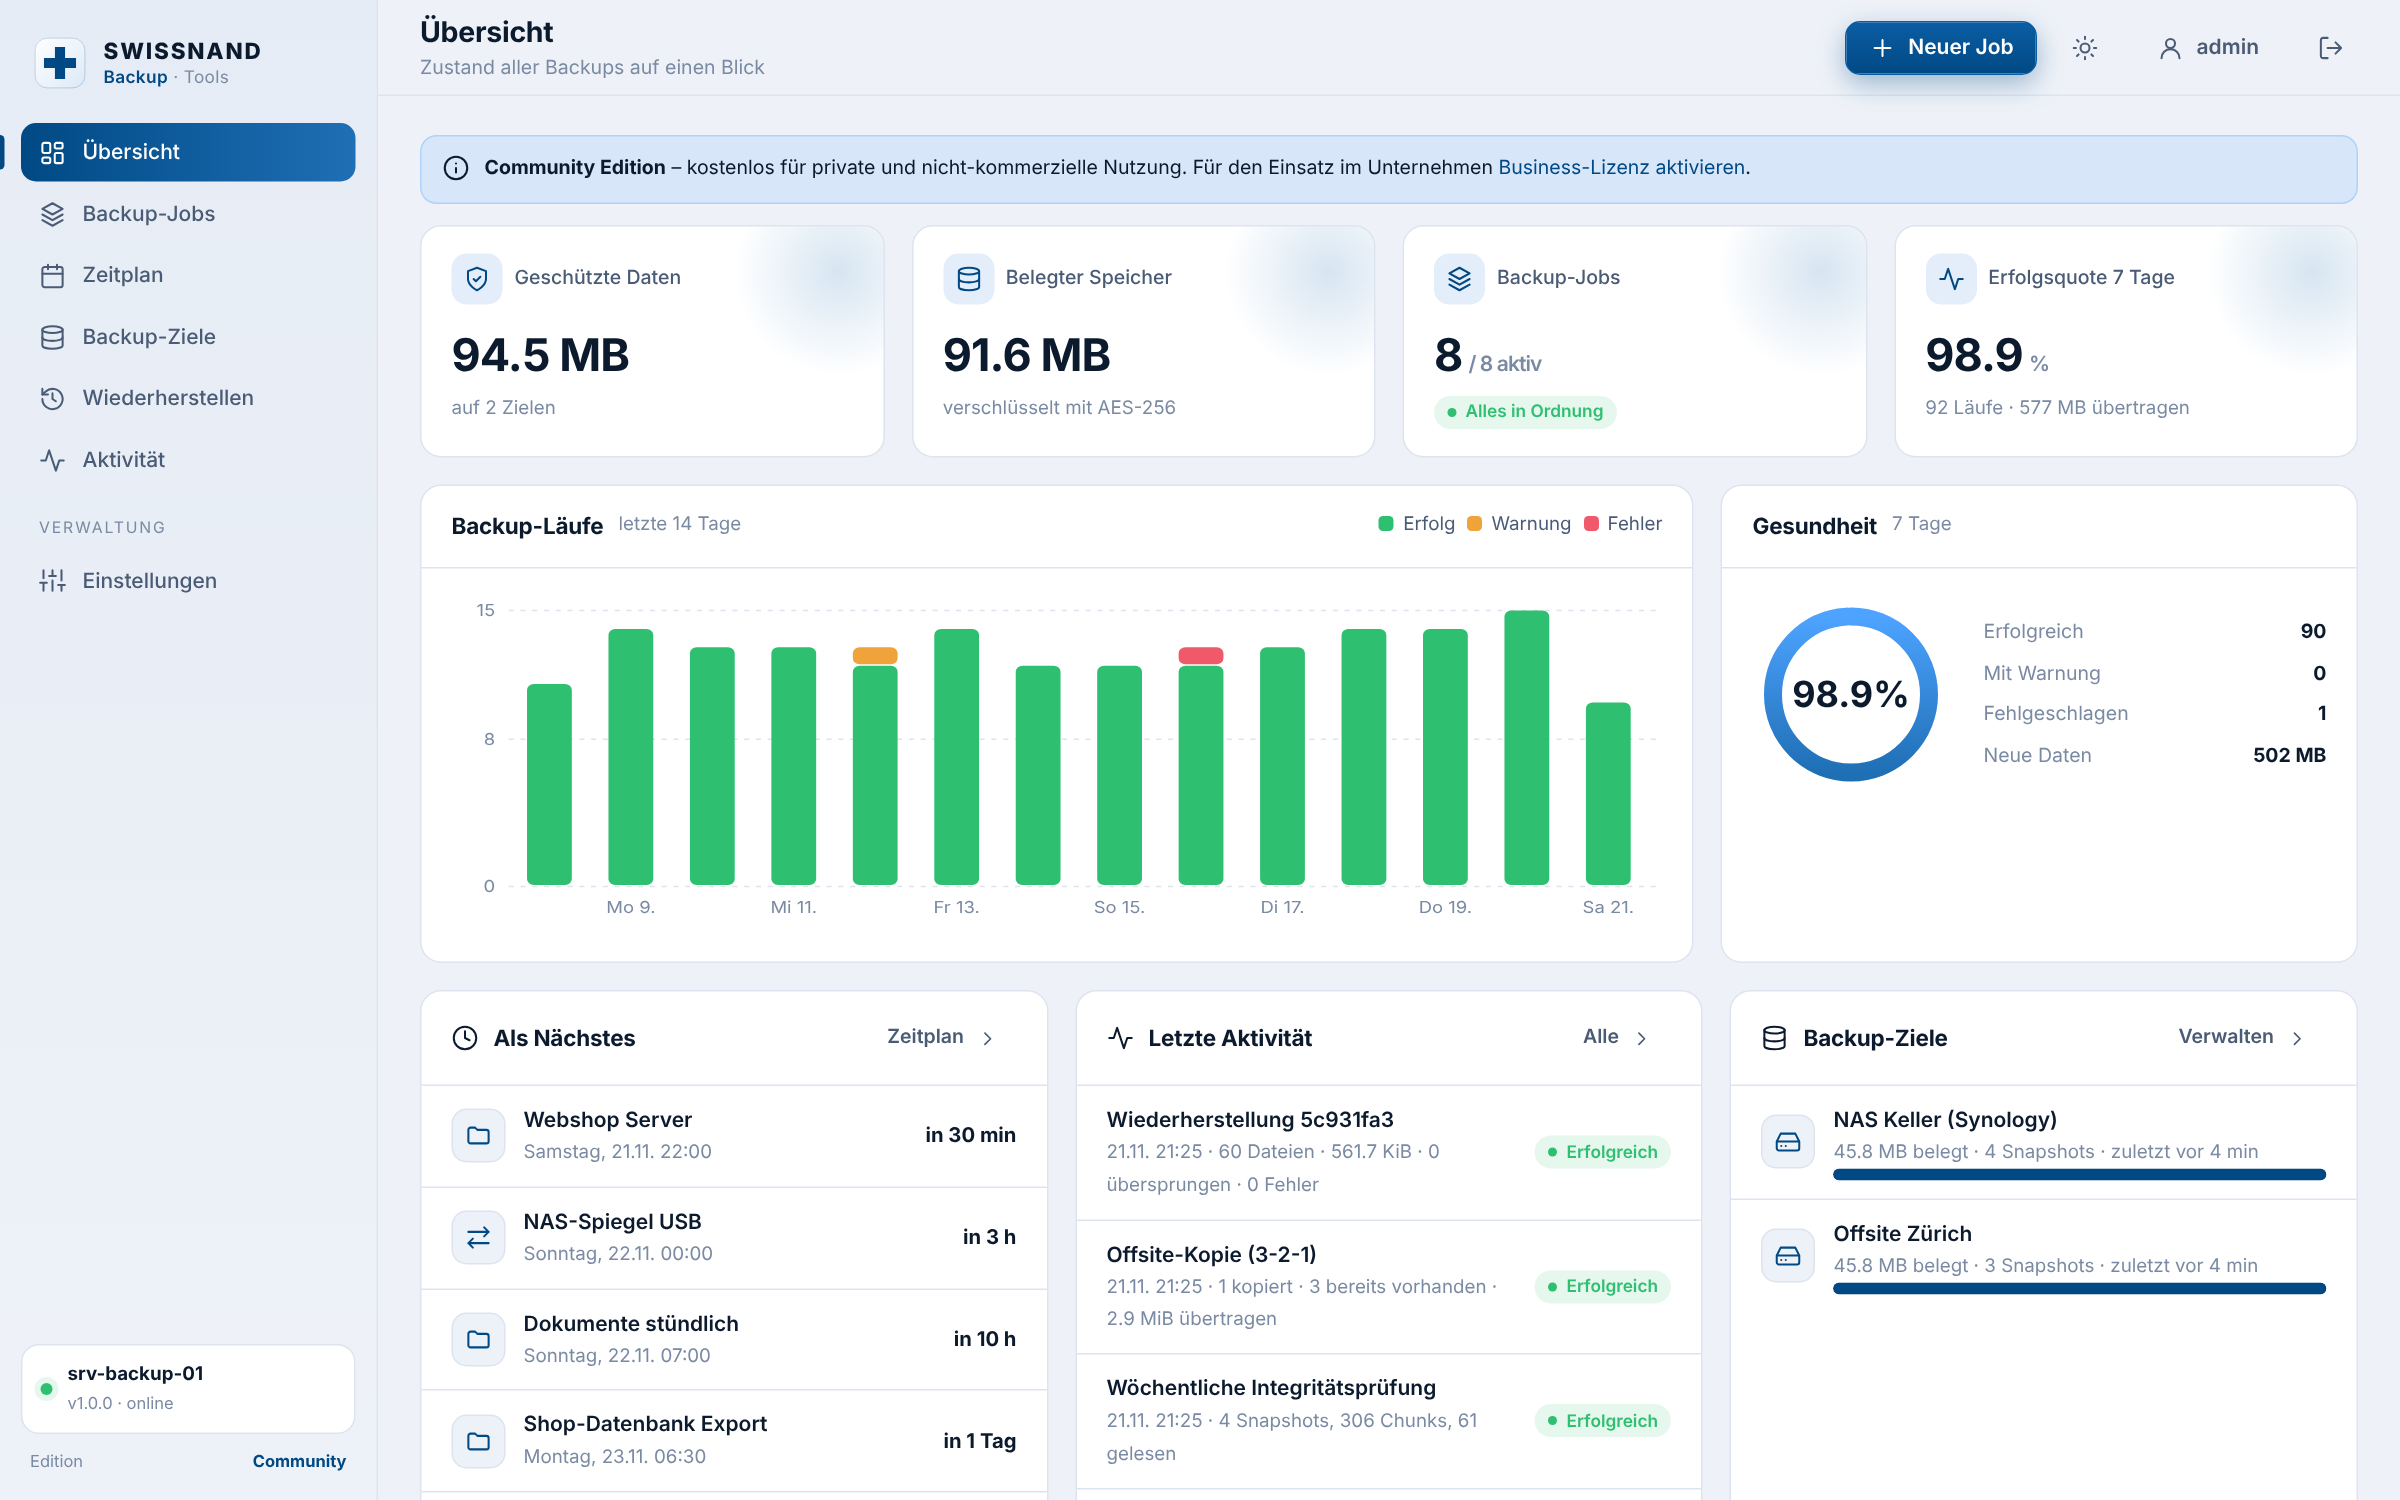 SWISSNAND
Backup · Tools
Übersicht
Backup-Jobs
Zeitplan
Backup-Ziele
Wiederherstellen
Aktivität
VERWALTUNG
Einstellungen
srv-backup-01
v1.0.0 · online
Edition Community
Übersicht
Zustand aller Backups auf einen Blick
Neuer Job
admin
Community Edition – kostenlos für private und nicht-kommerzielle Nutzung. Für den Einsatz im Unternehmen Business-Lizenz aktivieren.
Geschützte Daten
94.5 MB
auf 2 Zielen
Belegter Speicher
91.6 MB
verschlüsselt mit AES-256
Backup-Jobs
8 / 8 aktiv
Alles in Ordnung
Erfolgsquote 7 Tage
98.9 %
92 Läufe · 577 MB übertragen
Backup-Läufe letzte 14 Tage
Erfolg Warnung Fehler
15
8
0
Mo 9. Mi 11. Fr 13. So 15. Di 17. Do 19. Sa 21.
Gesundheit 7 Tage
98.9%
Erfolgreich 90
Mit Warnung 0
Fehlgeschlagen 1
Neue Daten 502 MB
Als Nächstes Zeitplan
Webshop Server
Samstag, 21.11. 22:00
in 30 min
NAS-Spiegel USB
Sonntag, 22.11. 00:00
in 3 h
Dokumente stündlich
Sonntag, 22.11. 07:00
in 10 h
Shop-Datenbank Export
Montag, 23.11. 06:30
in 1 Tag
Letzte Aktivität Alle
Wiederherstellung 5c931fa3
21.11. 21:25 · 60 Dateien · 561.7 KiB · 0
übersprungen · 0 Fehler
Erfolgreich
Offsite-Kopie (3-2-1)
21.11. 21:25 · 1 kopiert · 3 bereits vorhanden ·
2.9 MiB übertragen
Erfolgreich
Wöchentliche Integritätsprüfung
21.11. 21:25 · 4 Snapshots, 306 Chunks, 61
gelesen
Erfolgreich
Backup-Ziele Verwalten
NAS Keller (Synology)
45.8 MB belegt · 4 Snapshots · zuletzt vor 4 min
Offsite Zürich
45.8 MB belegt · 3 Snapshots · zuletzt vor 4 min